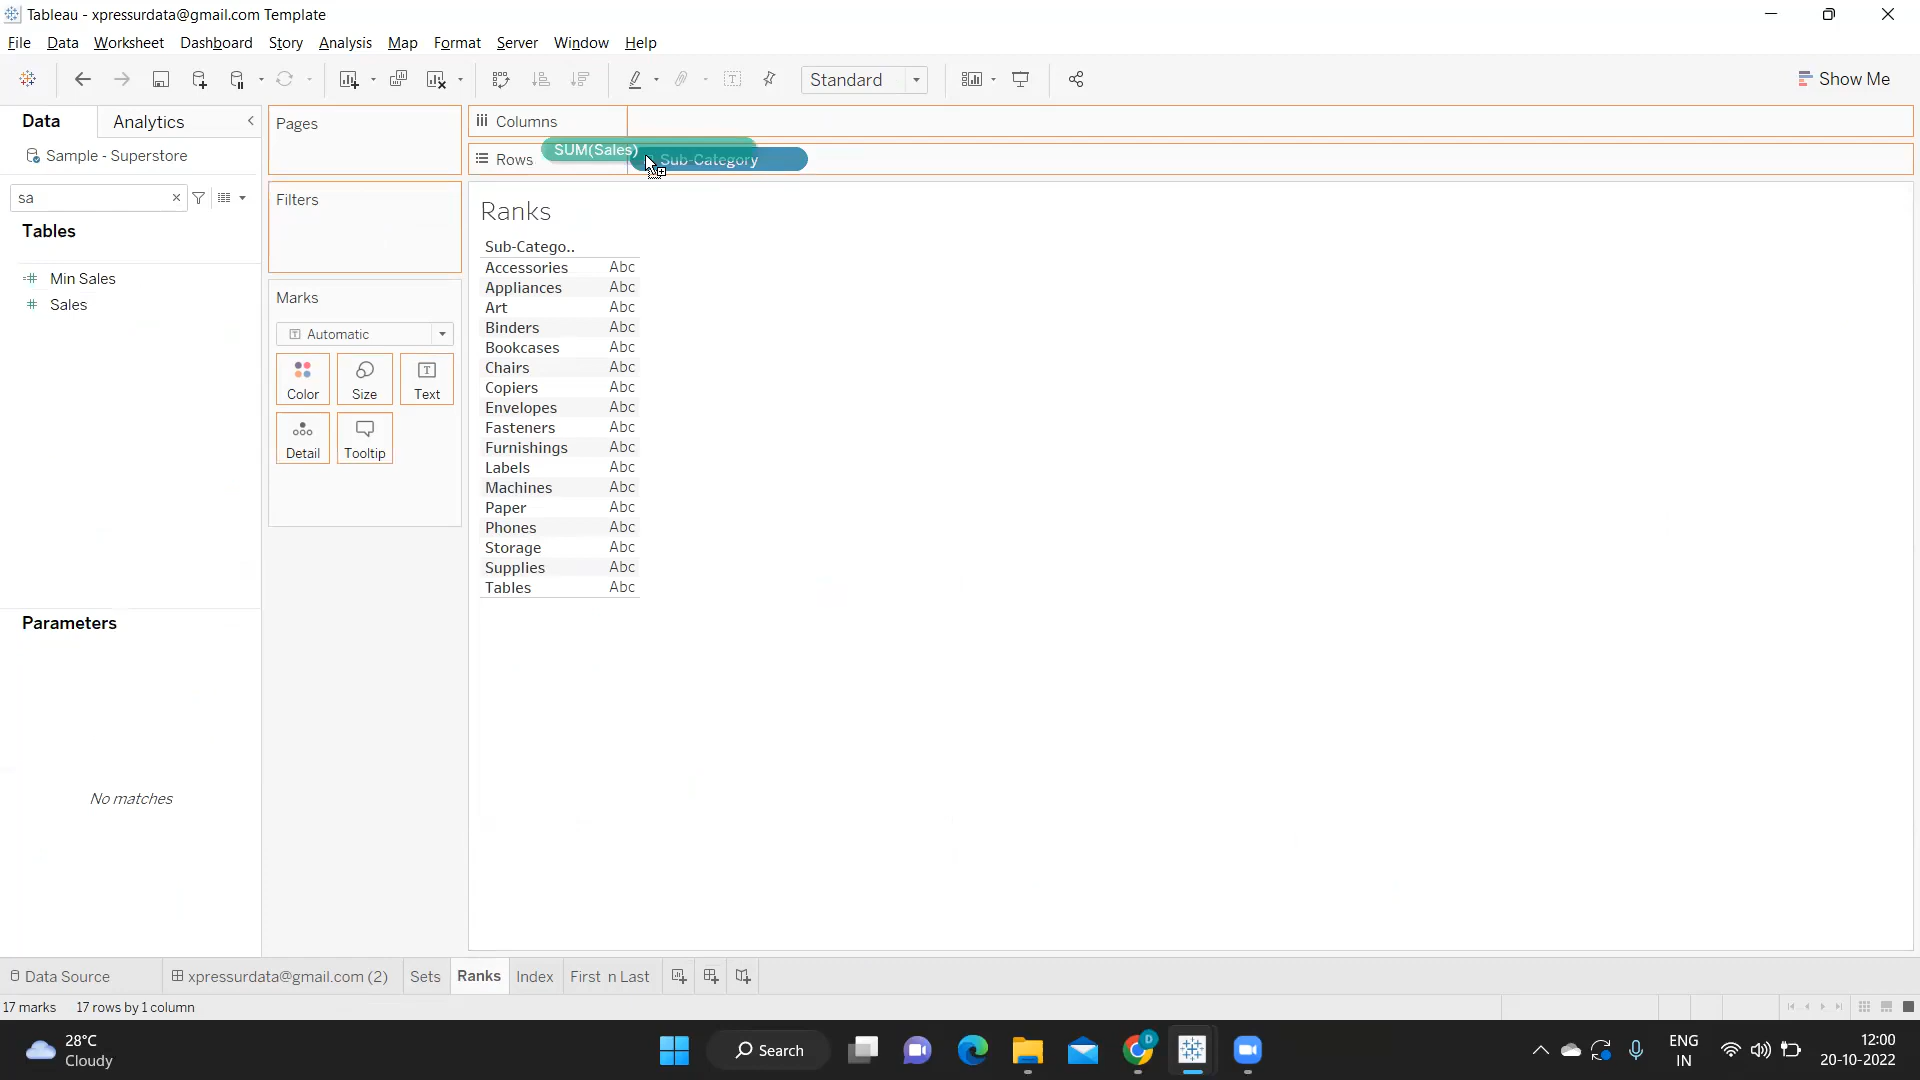 Tableau - xpressurdata@gmail.com Template
File Data Worksheet Dashboard Story Analysis Map Format Server Window Help
Standard
Show Me
Data Analytics
Sample - Superstore
sa
Tables
Min Sales
Sales
Parameters
No matches
Pages
Filters
Marks
Automatic
Color Size Text
Detail Tooltip
Columns
Rows
SUM(Sales)
Sub-Category
Ranks
Sub-Catego..
Accessories Abc
Appliances Abc
Art Abc
Binders Abc
Bookcases Abc
Chairs Abc
Copiers Abc
Envelopes Abc
Fasteners Abc
Furnishings Abc
Labels Abc
Machines Abc
Paper Abc
Phones Abc
Storage Abc
Supplies Abc
Tables Abc
Data Source xpressurdata@gmail.com (2) Sets Ranks Index First n Last
17 marks 17 rows by 1 column
28°C
Cloudy
Search
D
ENG
IN
12:00
20-10-2022